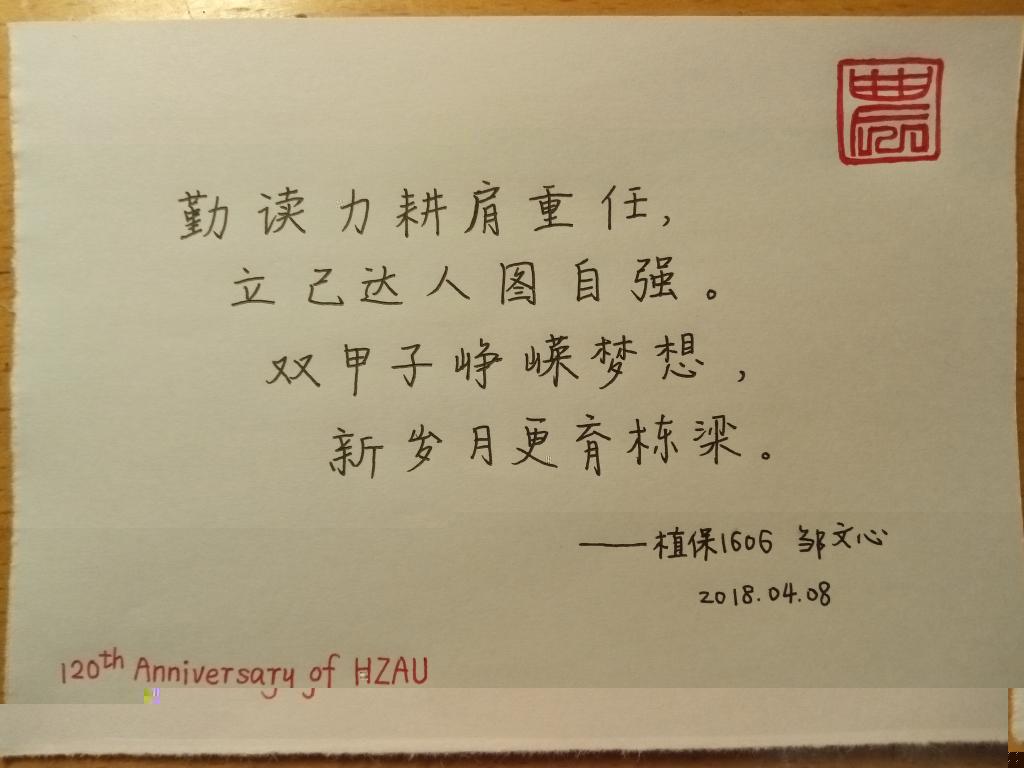 農
勤读力耕肩重任,
立己达人图自强。
双甲子峥嵘梦想,
新岁月更育栋梁。
——植保1606 邹文心
2018.04.08
120th Anniversary of HZAU